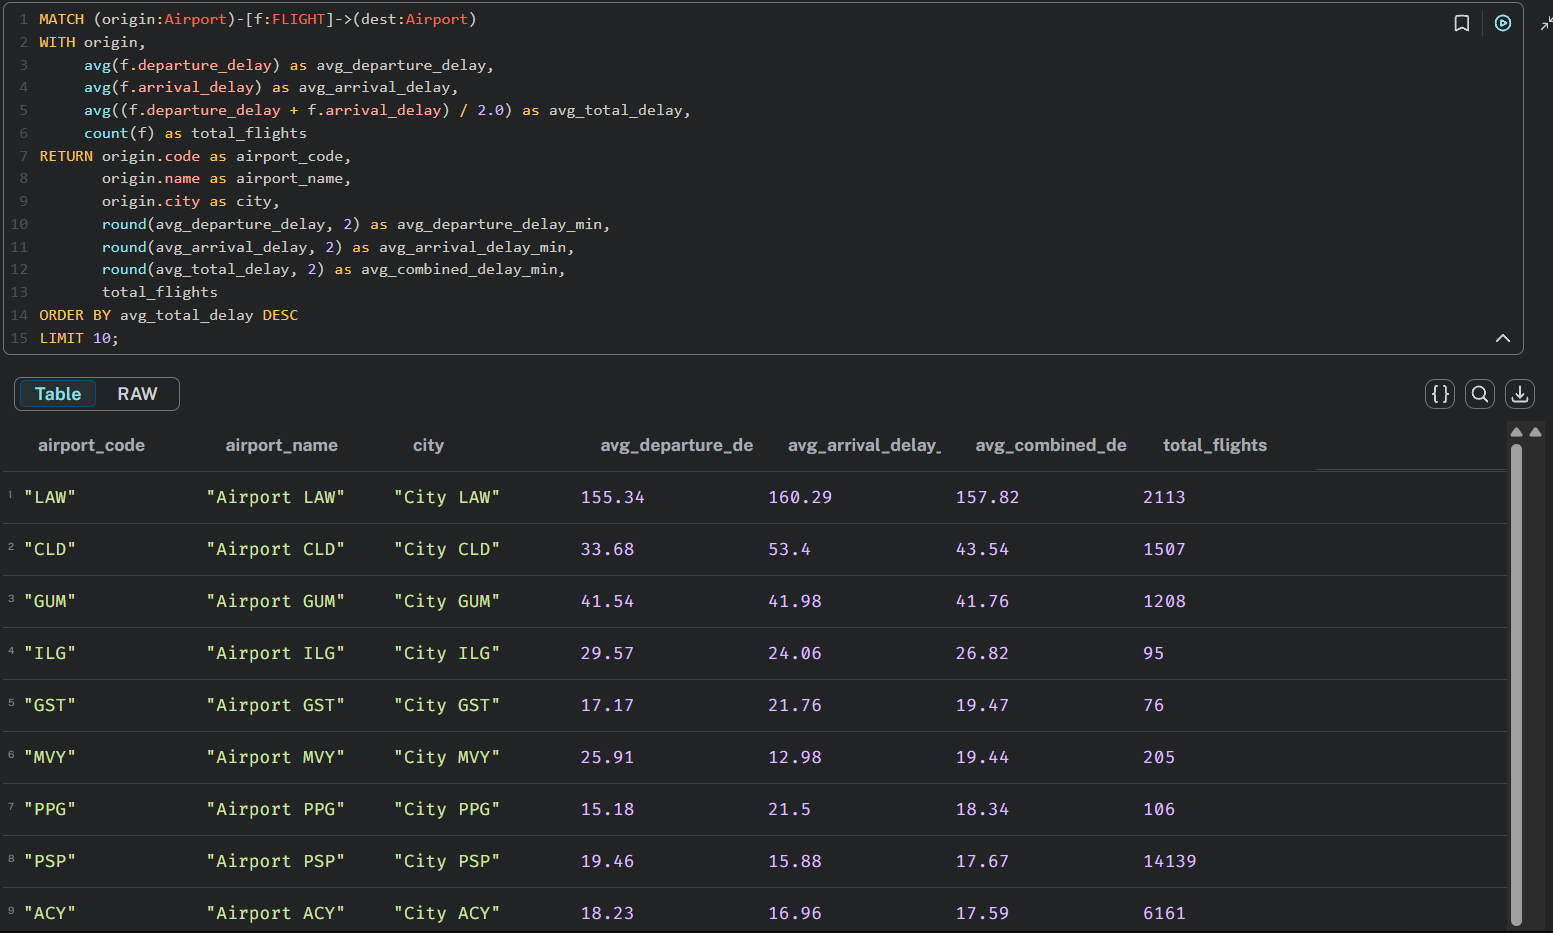 1 MATCH (origin:Airport)-[f:FLIGHT]->(dest:Airport)
2 WITH origin,
3 avg(f.departure_delay) as avg_departure_delay,
4 avg(f.arrival_delay) as avg_arrival_delay,
5 avg((f.departure_delay + f.arrival_delay) / 2.0) as avg_total_delay,
6 count(f) as total_flights
7 RETURN origin.code as airport_code,
8 origin.name as airport_name,
9 origin.city as city,
10 round(avg_departure_delay, 2) as avg_departure_delay_min,
11 round(avg_arrival_delay, 2) as avg_arrival_delay_min,
12 round(avg_total_delay, 2) as avg_combined_delay_min,
13 total_flights
14 ORDER BY avg_total_delay DESC
15 LIMIT 10;
Table RAW
airport_code airport_name city avg_departure_de avg_arrival_delay_ avg_combined_de total_flights
1 "LAW" "Airport LAW" "City LAW" 155.34 160.29 157.82 2113
2 "CLD" "Airport CLD" "City CLD" 33.68 53.4 43.54 1507
3 "GUM" "Airport GUM" "City GUM" 41.54 41.98 41.76 1208
4 "ILG" "Airport ILG" "City ILG" 29.57 24.06 26.82 95
5 "GST" "Airport GST" "City GST" 17.17 21.76 19.47 76
6 "MVY" "Airport MVY" "City MVY" 25.91 12.98 19.44 205
7 "PPG" "Airport PPG" "City PPG" 15.18 21.5 18.34 106
8 "PSP" "Airport PSP" "City PSP" 19.46 15.88 17.67 14139
9 "ACY" "Airport ACY" "City ACY" 18.23 16.96 17.59 6161